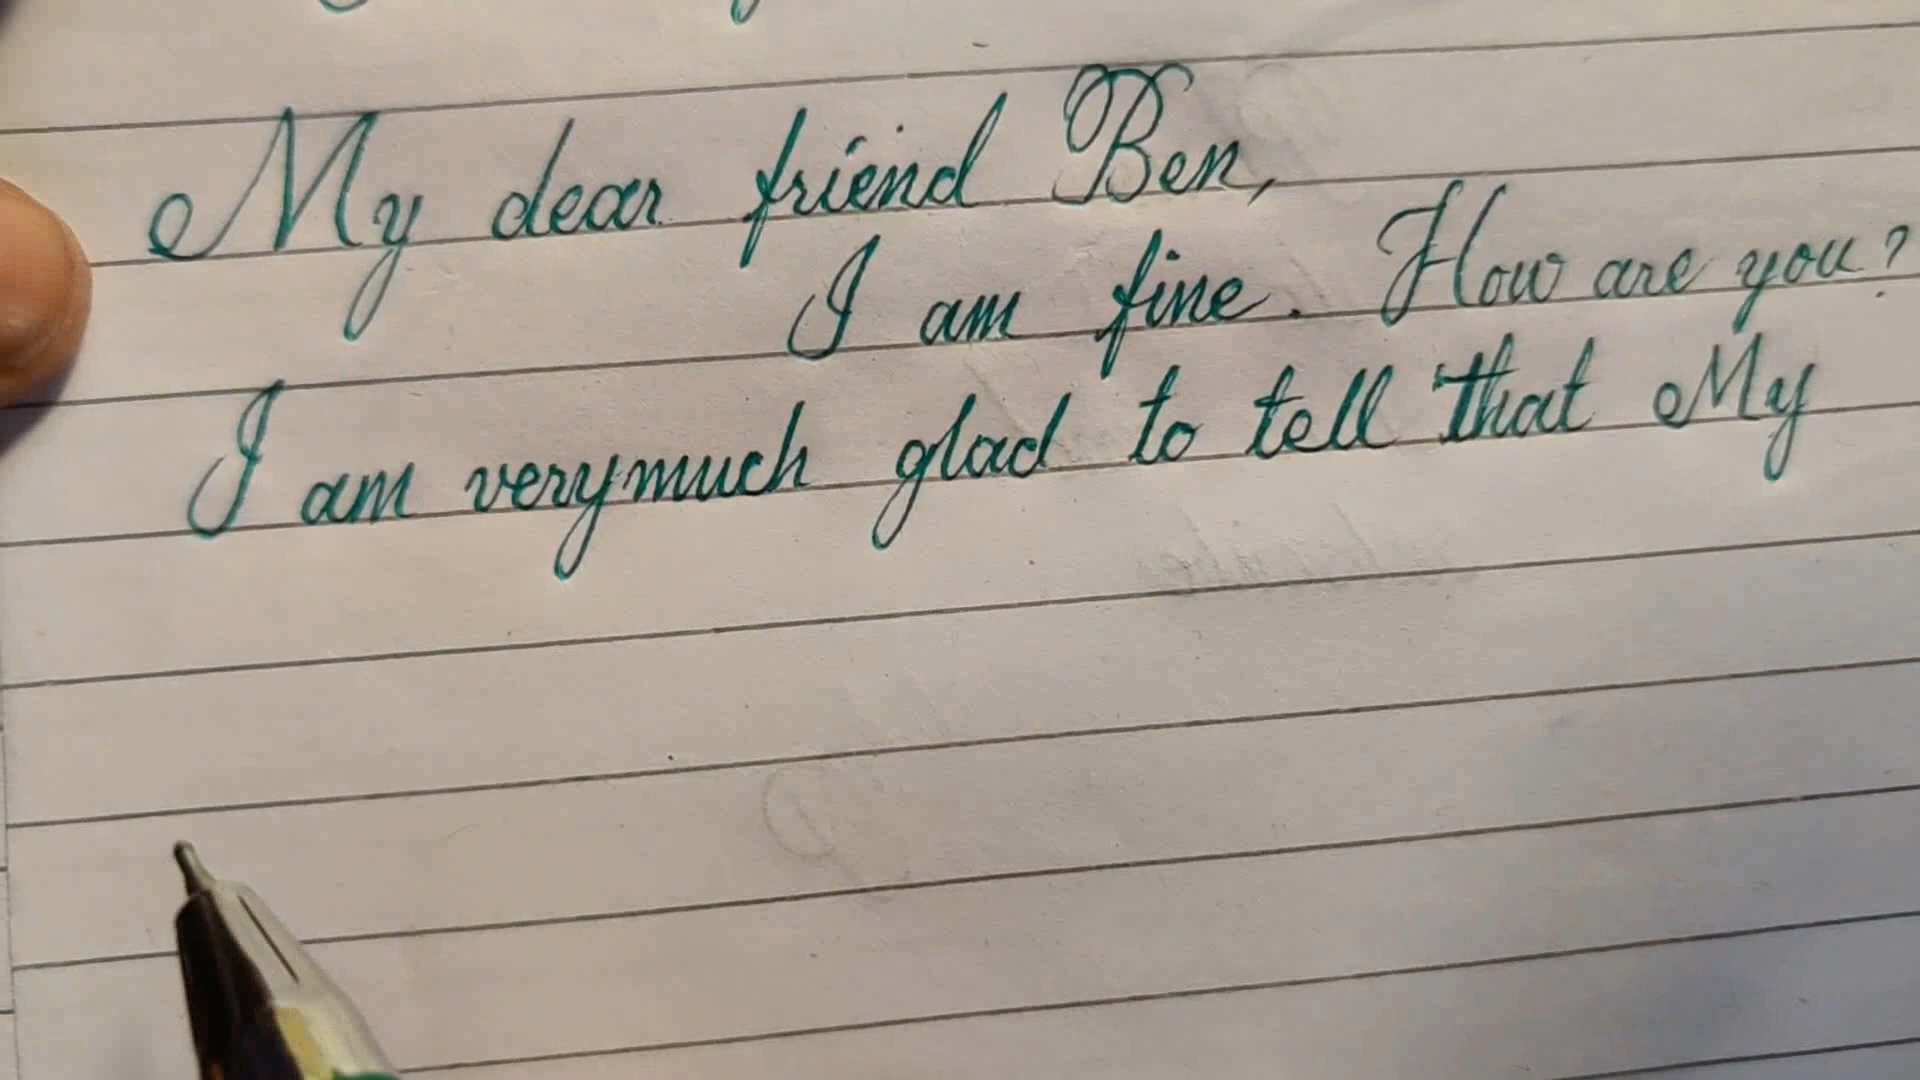 My dear friend Ben,
I am fine. How are you?
I am verymuch glad to tell that My